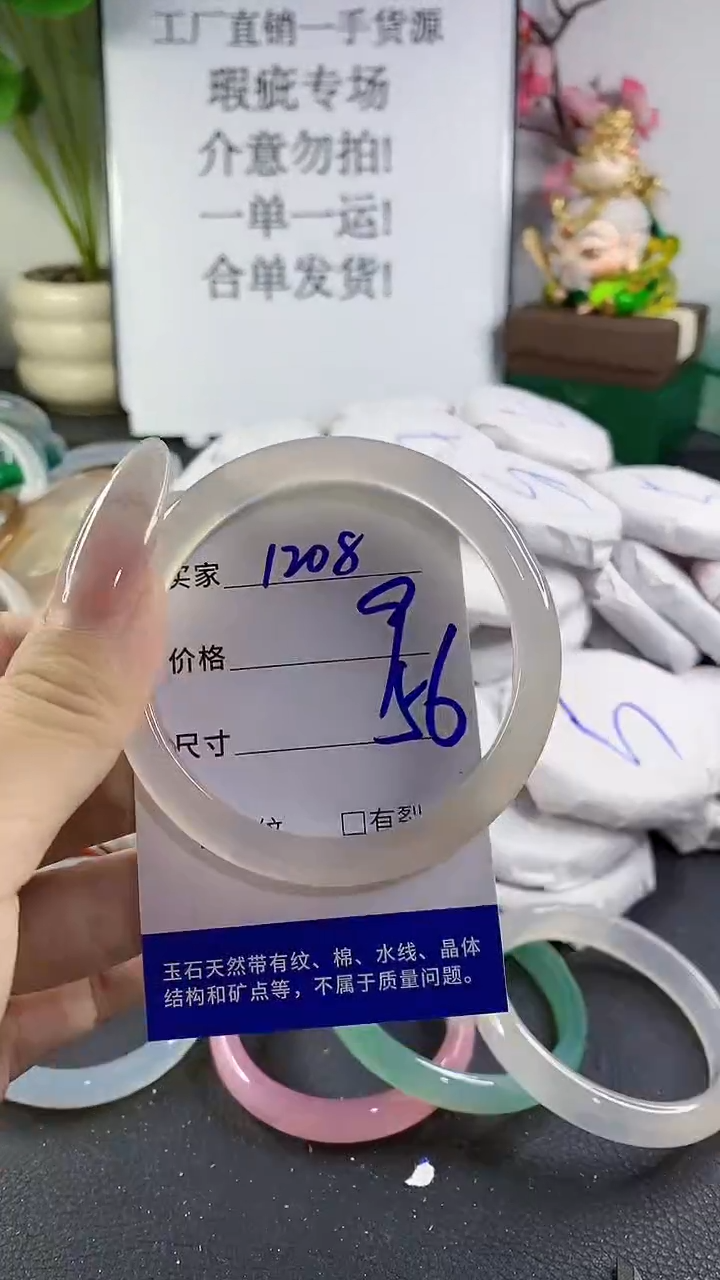 工厂直销一手货源
瑕疵专场
介意勿拍!
一单一运!
合单发货!
买家 1208
价格
尺寸 56
纹 □有裂
玉石天然带有纹、棉、水线、晶体
结构和矿点等，不属于质量问题。